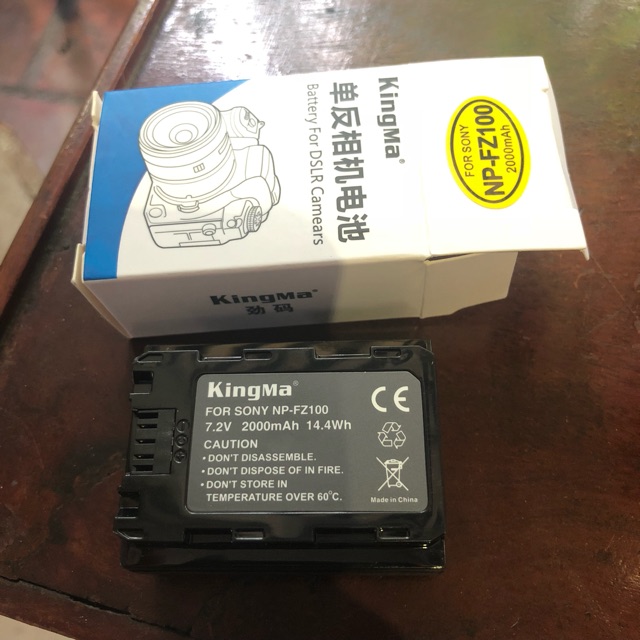 KingMa®
单反相机电池
Battery For DSLR Camears
FOR SONY
NP-FZ100
2000mAh
KingMa®
劲码
KingMa®
FOR SONY NP-FZ100
7.2V 2000mAh 14.4Wh
CAUTION
• DON'T DISASSEMBLE.
• DON'T DISPOSE OF IN FIRE.
• DON'T STORE IN
TEMPERATURE OVER 60℃.
CE
Made in China
KingMa®